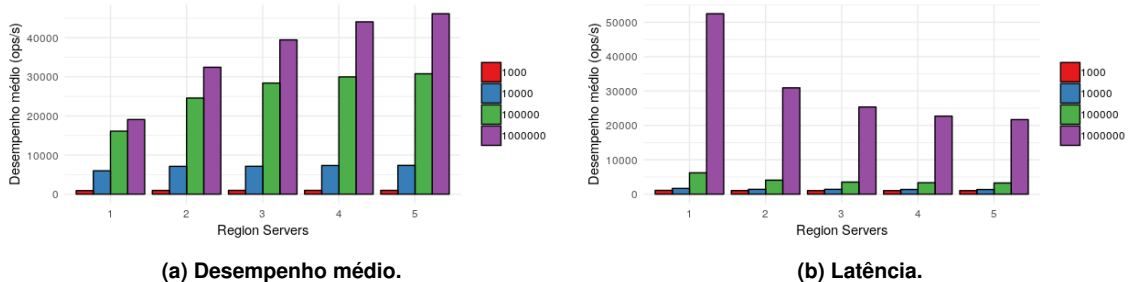 Desempenho médio (ops/s)
40000
30000
20000
10000
0
1 2 3 4 5
Region Servers
1000
10000
100000
1000000
(a) Desempenho médio.
Desempenho médio (ops/s)
50000
40000
30000
20000
10000
0
1 2 3 4 5
Region Servers
1000
10000
100000
1000000
(b) Latência.